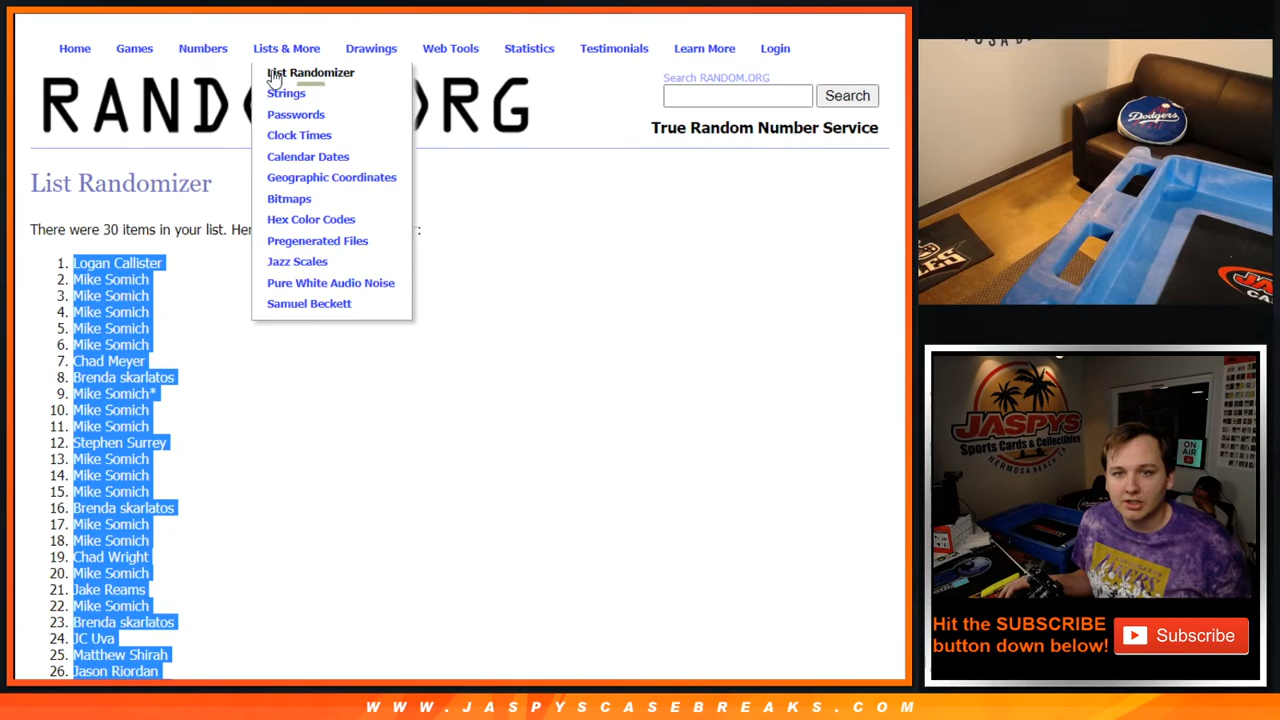 Home Games Numbers Lists & More Drawings Web Tools Statistics Testimonials Learn More Login
List Randomizer
Strings
Passwords
Clock Times
Calendar Dates
Geographic Coordinates
Bitmaps
Hex Color Codes
Pregenerated Files
Jazz Scales
Pure White Audio Noise
Samuel Beckett
Search RANDOM.ORG
Search
True Random Number Service
List Randomizer
There were 30 items in your list. Her
1. Logan Callister
2. Mike Somich
3. Mike Somich
4. Mike Somich
5. Mike Somich
6. Mike Somich
7. Chad Meyer
8. Brenda skarlatos
9. Mike Somich*
10. Mike Somich
11. Mike Somich
12. Stephen Surrey
13. Mike Somich
14. Mike Somich
15. Mike Somich
16. Brenda skarlatos
17. Mike Somich
18. Mike Somich
19. Chad Wright
20. Mike Somich
21. Jake Reams
22. Mike Somich
23. Brenda skarlatos
24. JC Uva
25. Matthew Shirah
26. Jason Riordan
Dodgers
JASPYS
Sports Cards & Collectibles
HERMOSA BEACH, CA
ON AIR
Hit the SUBSCRIBE
button down below!
Subscribe
WWW.JASPYSCASEBREAKS.COM